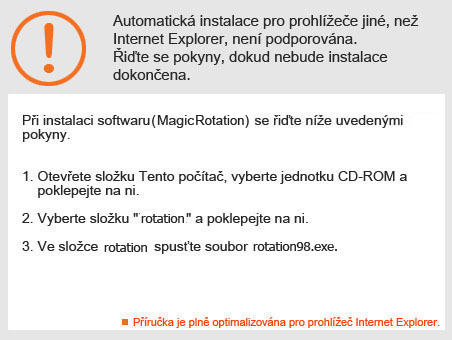 Automatická instalace pro prohlížeče jiné, než
Internet Explorer, není podporována.
Řiďte se pokyny, dokud nebude instalace
dokončena.
Při instalaci softwaru(MagicRotation) se řiďte níže uvedenými
pokyny.
1. Otevřete složku Tento počítač, vyberte jednotku CD-ROM a
poklepejte na ni.
2. Vyberte složku "rotation" a poklepejte na ni.
3. Ve složce rotation spusťte soubor rotation98.exe.
Příručka je plně optimalizována pro prohlížeč Internet Explorer.